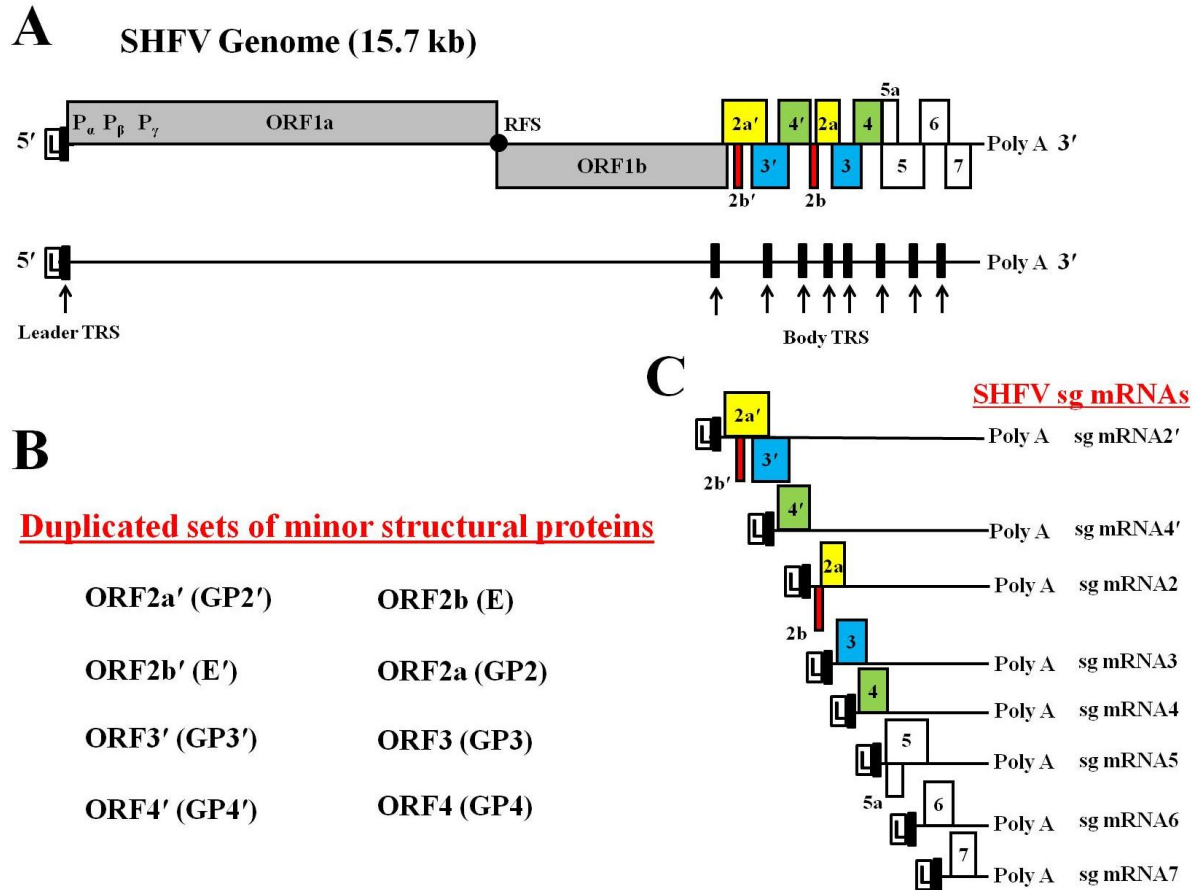 A
SHFV Genome (15.7 kb)
5a
2a′ 4′ 2a 4 6
Pα Pβ Pγ ORF1a
RFS
5′ L Poly A 3′
ORF1b 3′ 3 5 7
2b′ 2b
5′ L Poly A 3′
Leader TRS Body TRS
C
SHFV sg mRNAs
2a′
L Poly A sg mRNA2′
3′
2b′
4′
L Poly A sg mRNA4′
2a
L Poly A sg mRNA2
2b
3
L Poly A sg mRNA3
4
L Poly A sg mRNA4
5
L Poly A sg mRNA5
5a
6
L Poly A sg mRNA6
7
L Poly A sg mRNA7
B
Duplicated sets of minor structural proteins
ORF2a′ (GP2′) ORF2b (E)
ORF2b′ (E′) ORF2a (GP2)
ORF3′ (GP3′) ORF3 (GP3)
ORF4′ (GP4′) ORF4 (GP4)